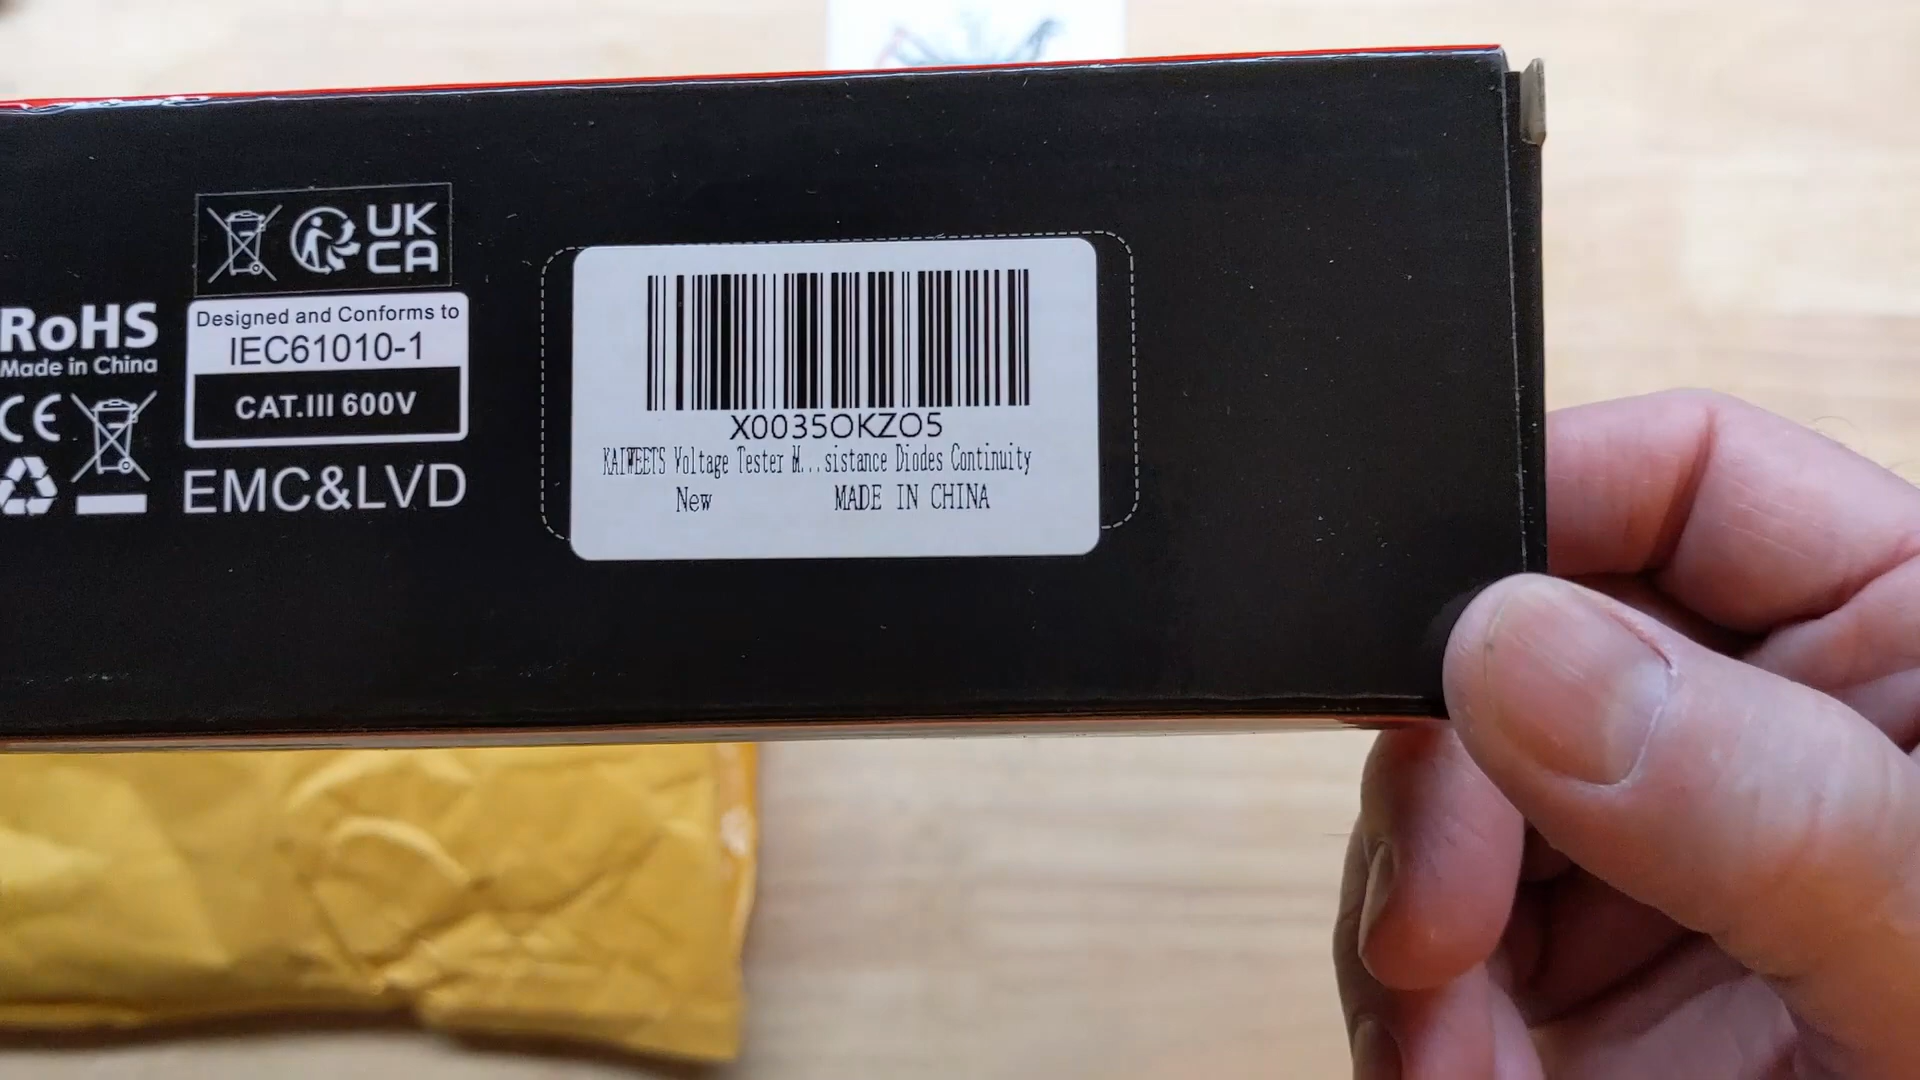 UK
CA
RoHS
Made in China
CE
Designed and Conforms to
IEC61010-1
CAT.III 600V
EMC&LVD
X0035OKZO5
KAIWEETS Voltage Tester M...sistance Diodes Continuity
New MADE IN CHINA